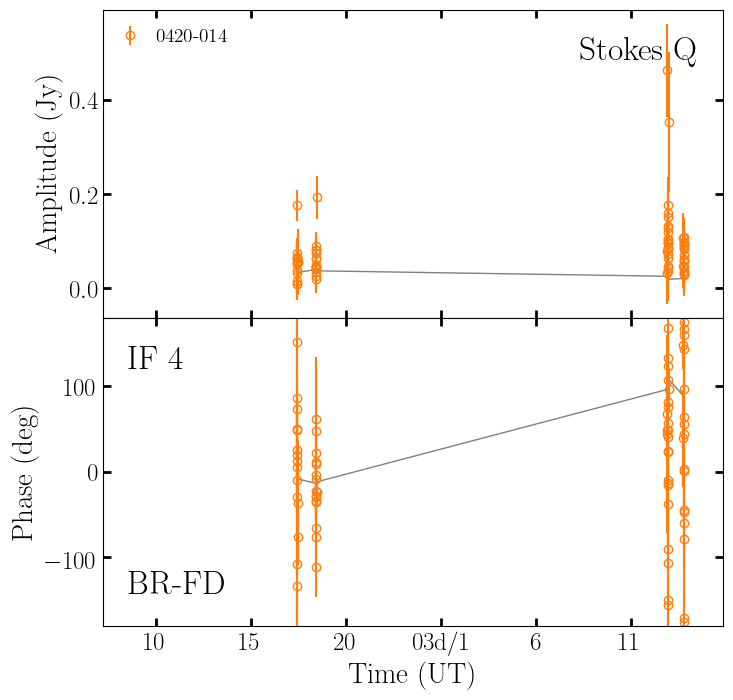 0420-014
Stokes Q
Amplitude (Jy)
0.4
0.2
0.0
IF 4
Phase (deg)
100
0
−100
BR-FD
10 15 20 03d/1 6 11
Time (UT)